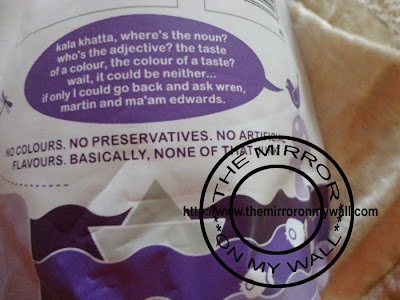 kala khatta, where's the noun?
who's the adjective? the taste
of a colour, the colour of a taste?
wait, it could be neither...
if only I could go back and ask wren,
martin and ma'am edwards.
NO COLOURS. NO PRESERVATIVES. NO ARTIFICIAL
FLAVOURS. BASICALLY, NONE OF THAT
THE MIRROR
http://www.themirroronmywall.com
ON MY WALL